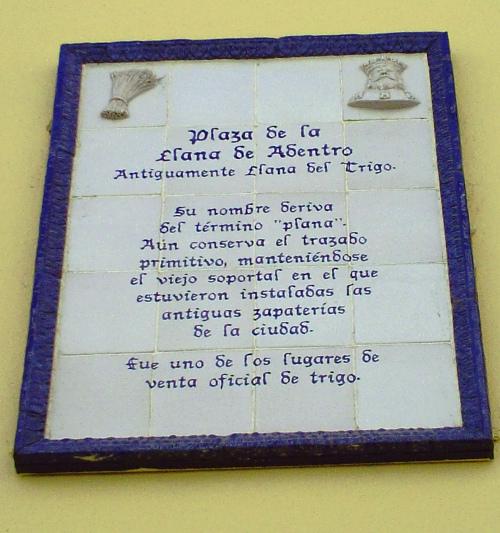 Plaza de la
Llana de Adentro
Antiguamente Llana del Trigo.
Su nombre deriva
del término "plana".
Aún conserva el trazado
primitivo, manteniéndose
el viejo soportal en el que
estuvieron instaladas las
antiguas zapaterías
de la ciudad.
Fue uno de los lugares de
venta oficial de trigo.